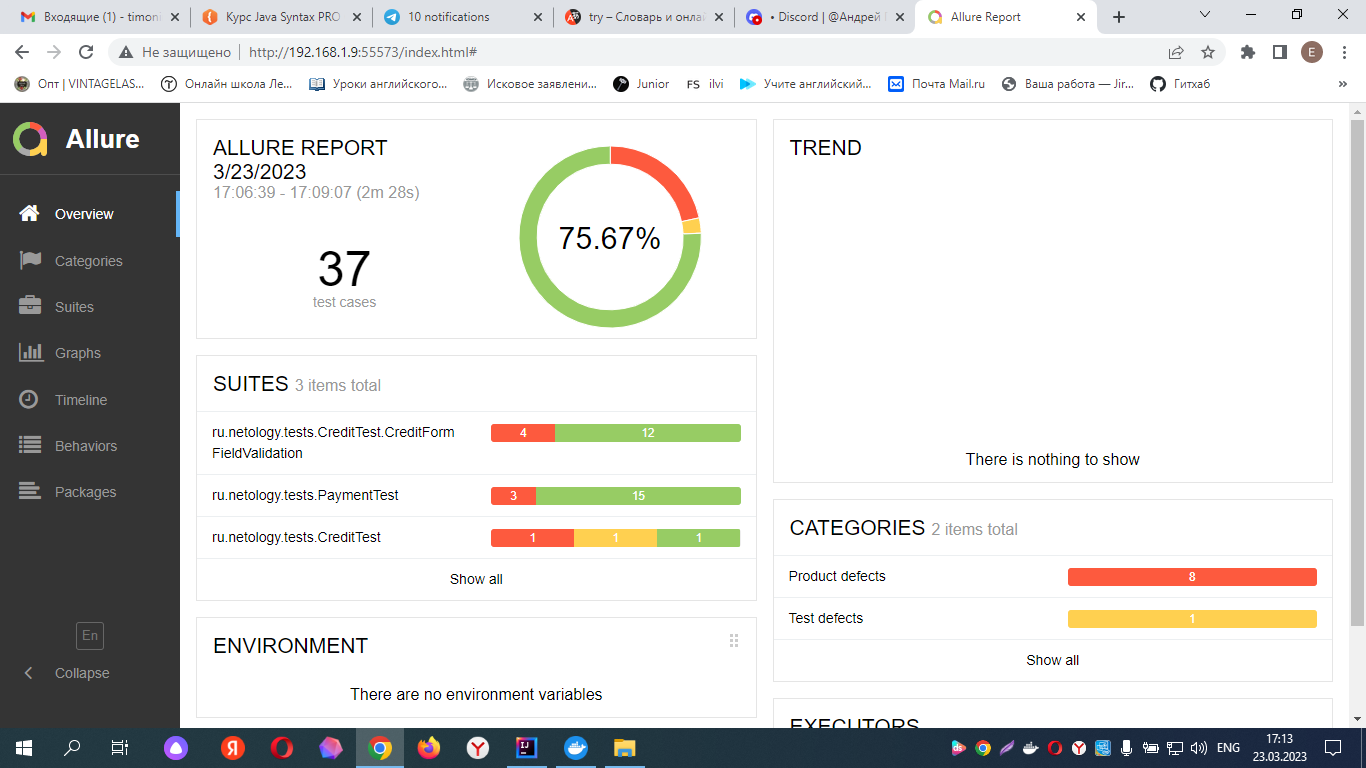 Входящие (1) - timoni
Курс Java Syntax PRO
10 notifications
try – Словарь и онлай
• Discord | @Андрей
Allure Report
Не защищено
http://192.168.1.9:55573/index.html#
E
Опт | VINTAGELAS...
Онлайн школа Ле...
Уроки английского...
Исковое заявлени...
Junior
FS ilvi
Учите английский...
Почта Mail.ru
Ваша работа — Jir...
Гитхаб
»
Allure
Overview
Categories
Suites
Graphs
Timeline
Behaviors
Packages
En
Collapse
ALLURE REPORT
3/23/2023
17:06:39 - 17:09:07 (2m 28s)
37
test cases
75.67%
SUITES 3 items total
ru.netology.tests.CreditTest.CreditForm
FieldValidation
4 12
ru.netology.tests.PaymentTest
3 15
ru.netology.tests.CreditTest
1 1 1
Show all
ENVIRONMENT
There are no environment variables
TREND
There is nothing to show
CATEGORIES 2 items total
Product defects
8
Test defects
1
Show all
EXECUTORS
ENG
17:13
23.03.2023